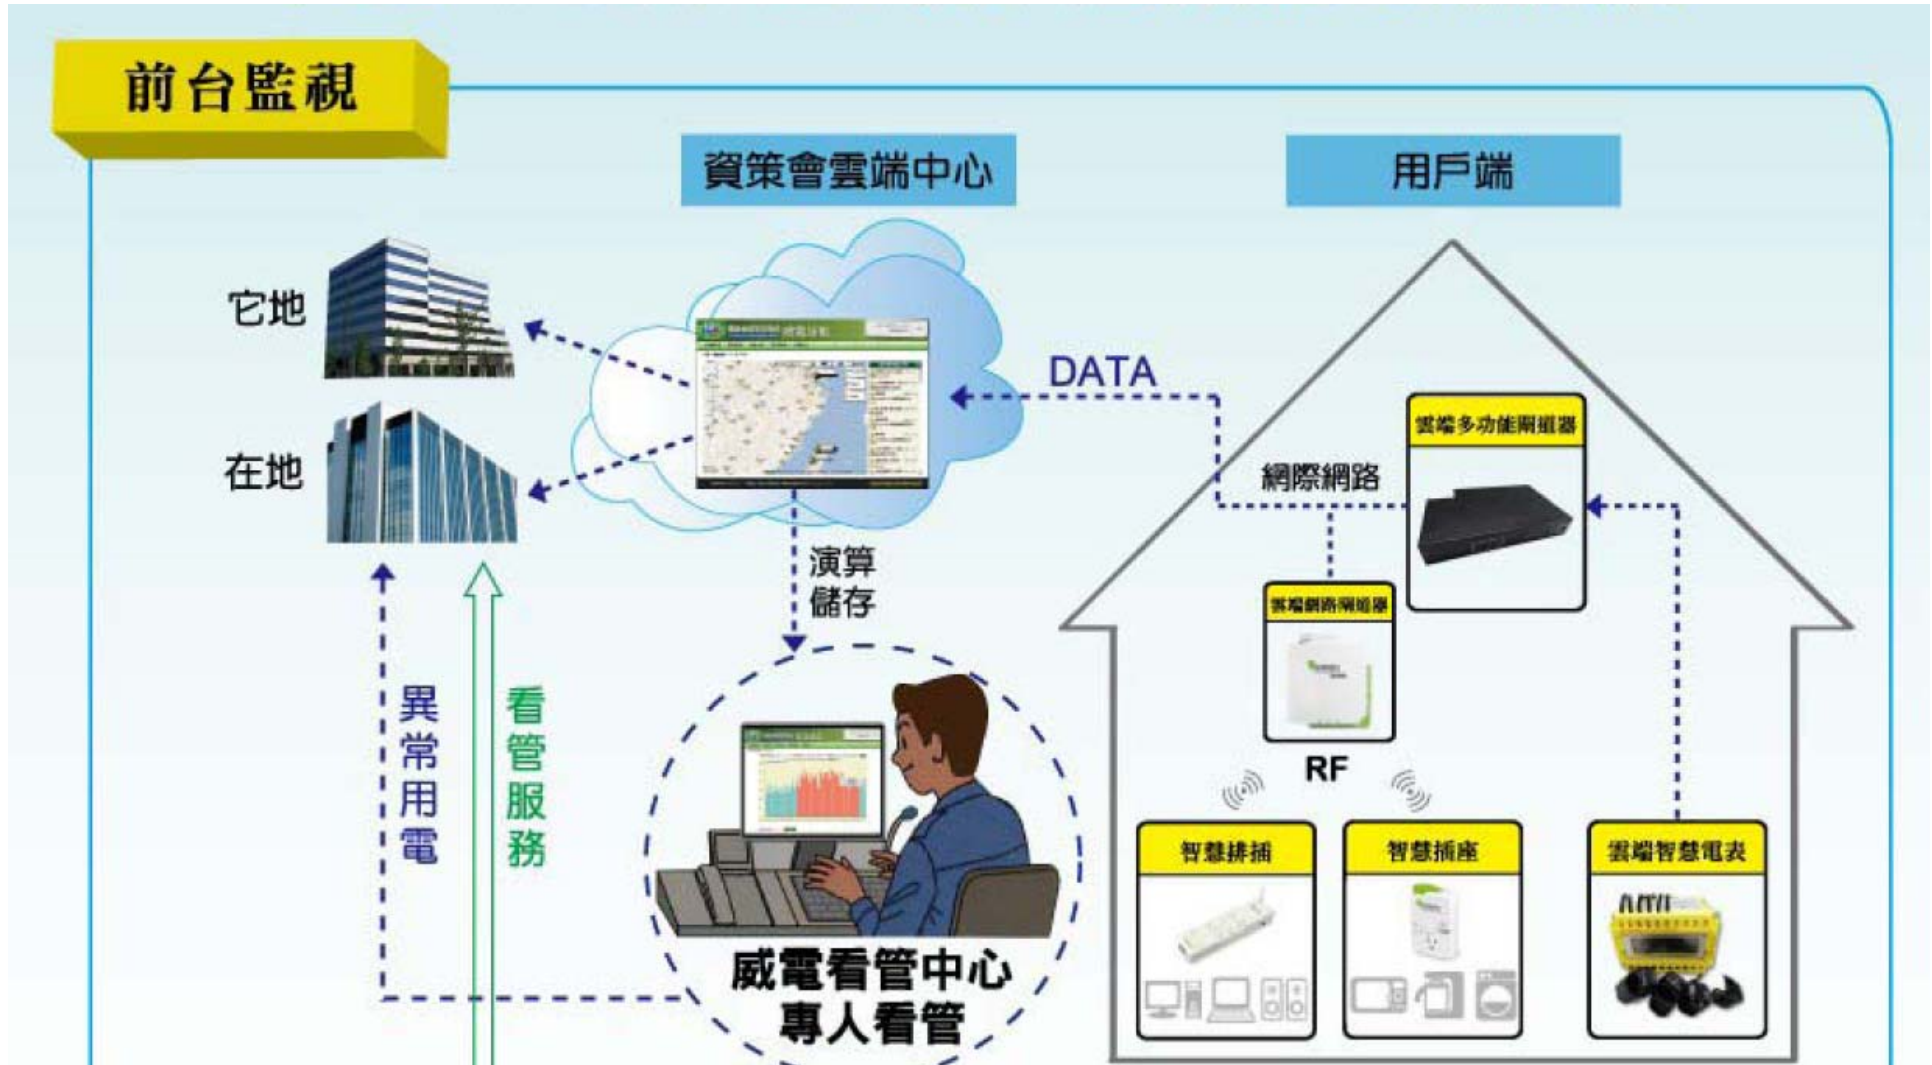 前台監視
資策會雲端中心
用戶端
它地
在地
DATA
網際網路
雲端多功能閘道器
演算
儲存
雲端網路閘道器
RF
異常用電
看管服務
智慧排插
智慧插座
雲端智慧電表
威電看管中心
專人看管